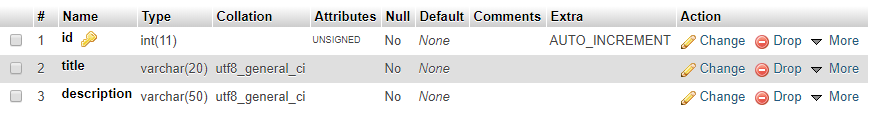 # Name Type Collation Attributes Null Default Comments Extra Action
1 id int(11) UNSIGNED No None AUTO_INCREMENT Change Drop More
2 title varchar(20) utf8_general_ci No None Change Drop More
3 description varchar(50) utf8_general_ci No None Change Drop More